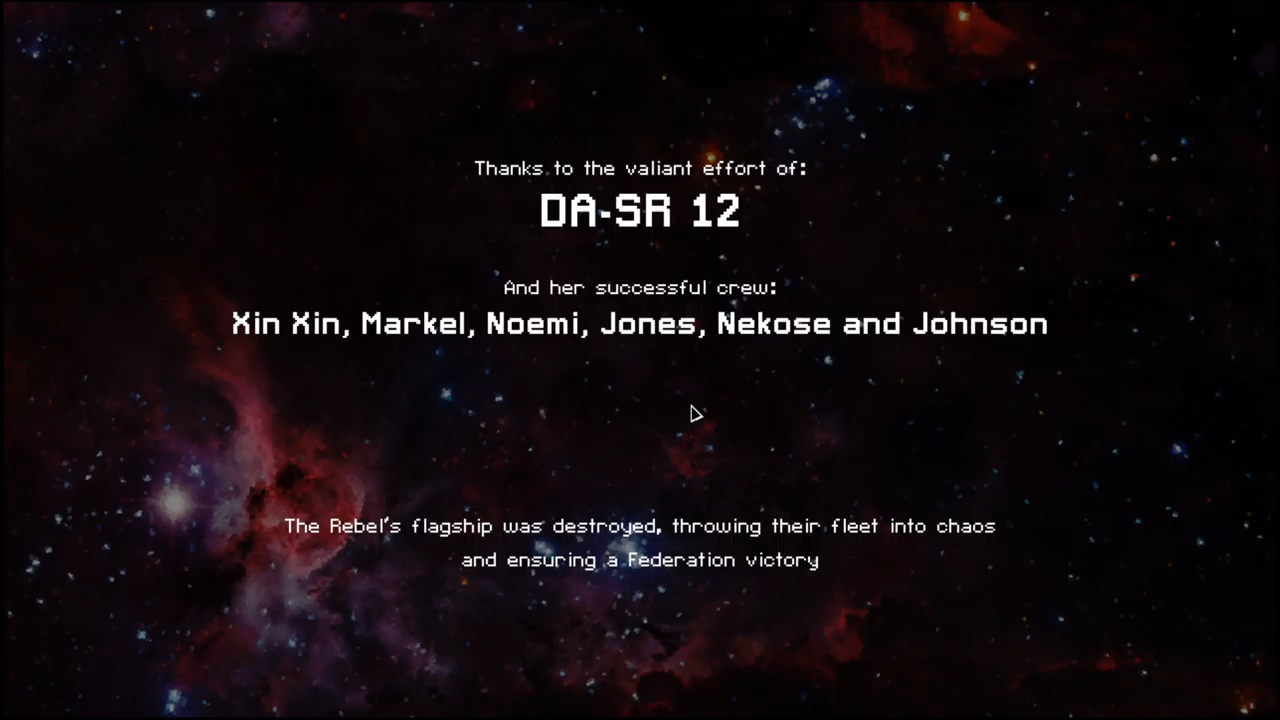 Thanks to the valiant effort of:
DA-SR 12
And her successful crew:
Xin Xin, Markel, Noemi, Jones, Nekose and Johnson
The Rebel's flagship was destroyed, throwing their fleet into chaos
and ensuring a Federation victory